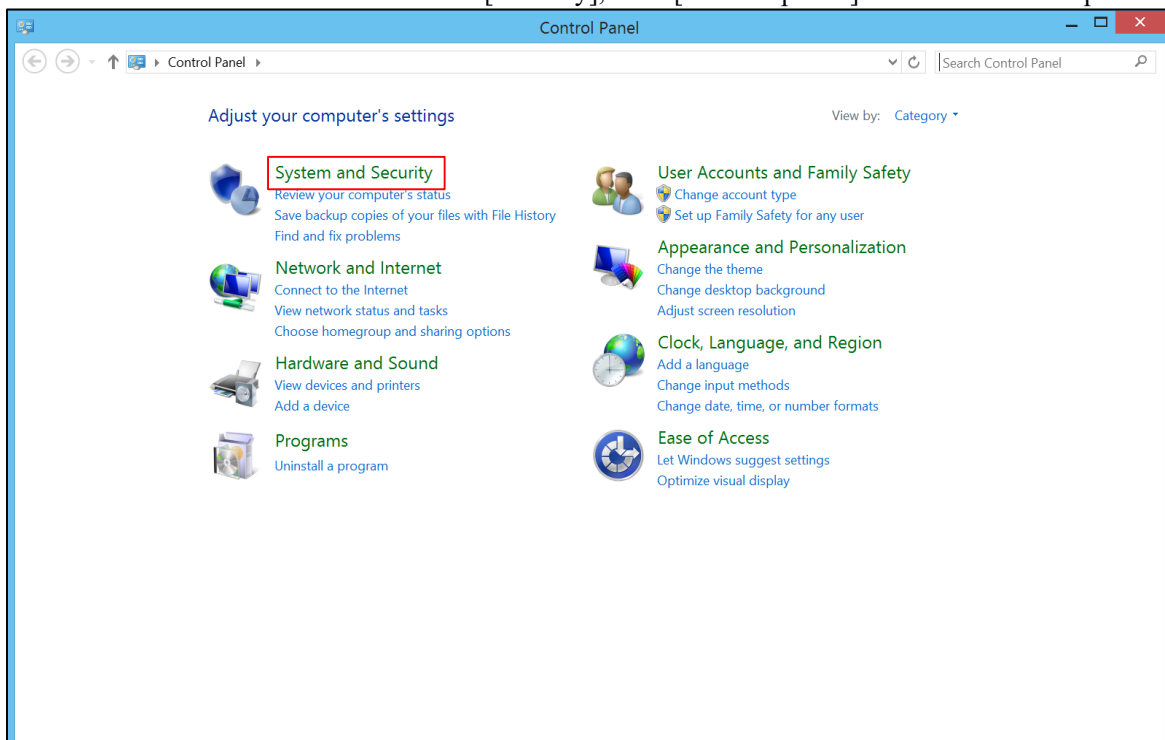 Control Panel
Control Panel
Search Control Panel
Adjust your computer's settings
View by: Category
System and Security
Review your computer's status
Save backup copies of your files with File History
Find and fix problems
Network and Internet
Connect to the Internet
View network status and tasks
Choose homegroup and sharing options
Hardware and Sound
View devices and printers
Add a device
Programs
Uninstall a program
User Accounts and Family Safety
Change account type
Set up Family Safety for any user
Appearance and Personalization
Change the theme
Change desktop background
Adjust screen resolution
Clock, Language, and Region
Add a language
Change input methods
Change date, time, or number formats
Ease of Access
Let Windows suggest settings
Optimize visual display